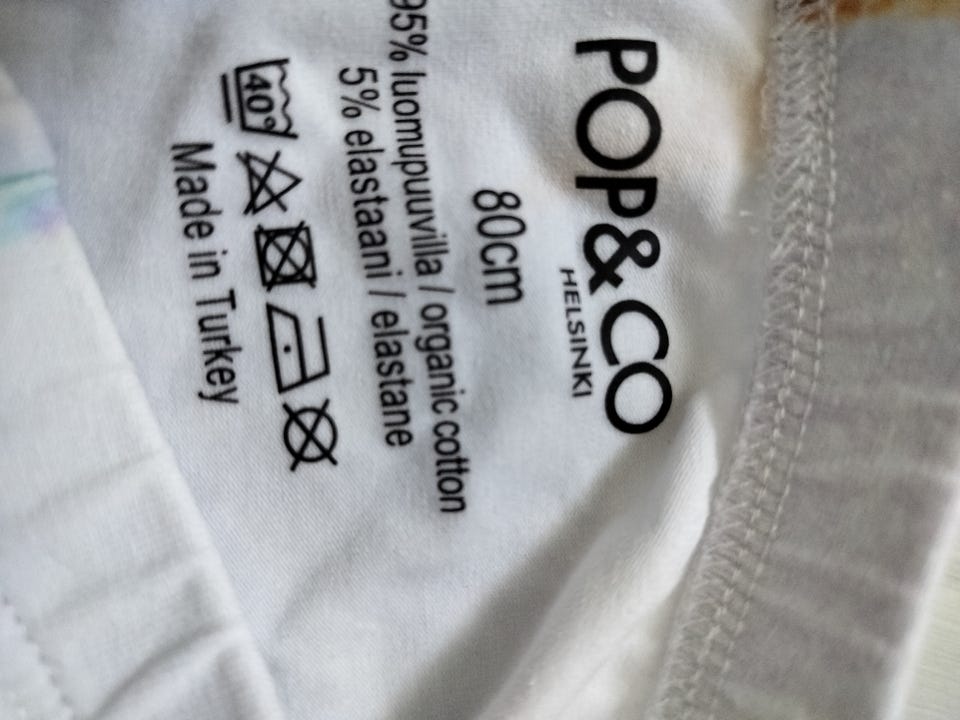 POP&CO
HELSINKI
80cm
95% luomupuuvilla / organic cotton
5% elastaani / elastane
40°
Made in Turkey